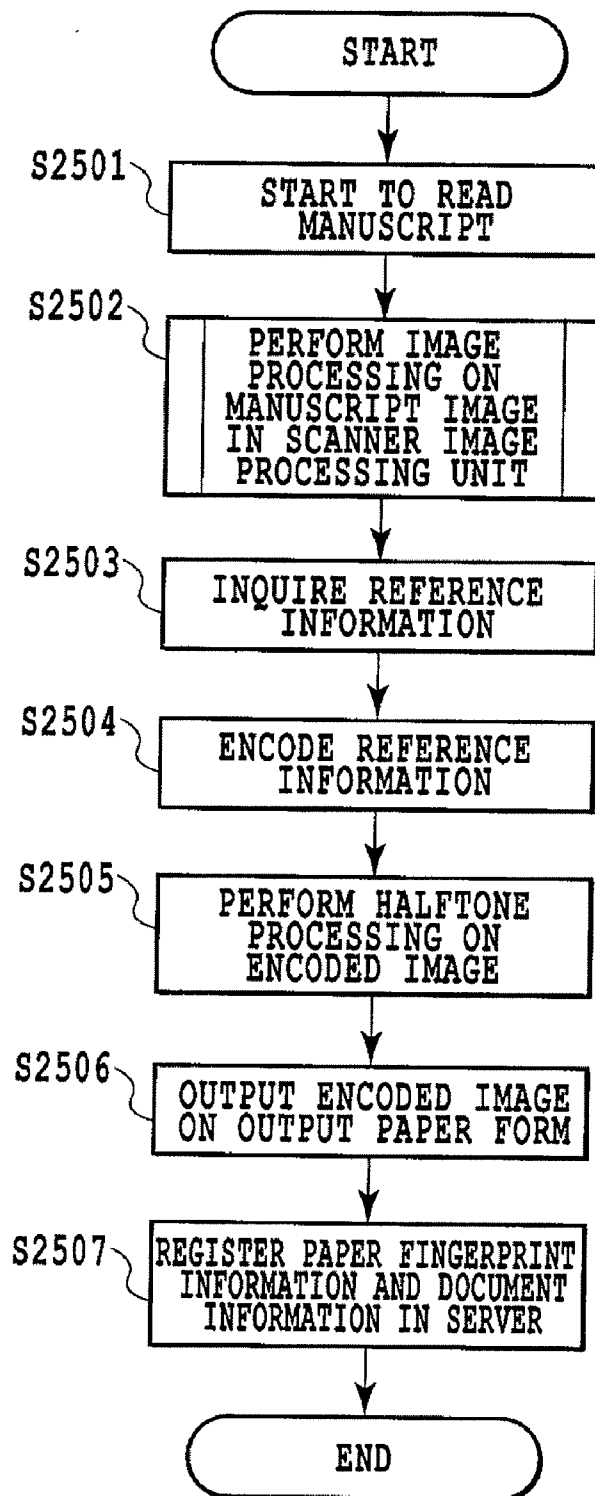 START
S2501
START TO READ
MANUSCRIPT
S2502
PERFORM IMAGE
PROCESSING ON
MANUSCRIPT IMAGE
IN SCANNER IMAGE
PROCESSING UNIT
S2503
INQUIRE REFERENCE
INFORMATION
S2504
ENCODE REFERENCE
INFORMATION
S2505
PERFORM HALFTONE
PROCESSING ON
ENCODED IMAGE
S2506
OUTPUT ENCODED IMAGE
ON OUTPUT PAPER FORM
S2507
REGISTER PAPER FINGERPRINT
INFORMATION AND DOCUMENT
INFORMATION IN SERVER
END